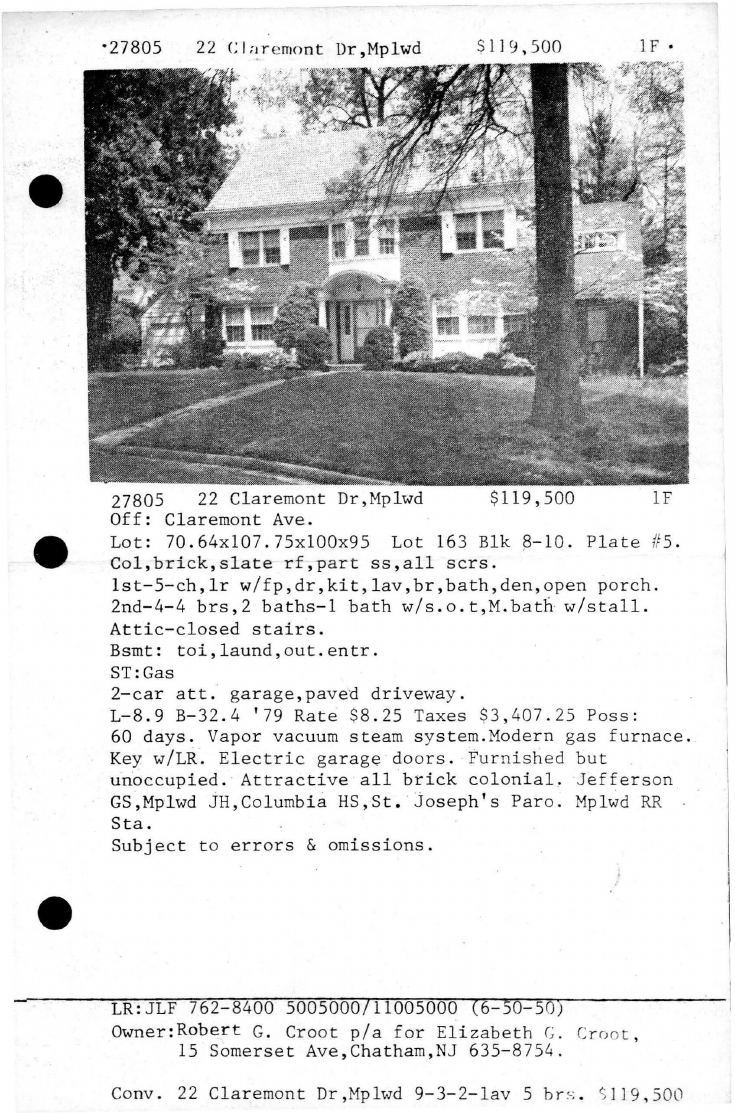 ·27805 22 Claremont Dr,Mplwd $119,500 1F ·
27805 22 Claremont Dr,Mplwd $119,500 1F
Off: Claremont Ave.
Lot: 70.64x107.75x100x95 Lot 163 Blk 8-10. Plate #5.
Col,brick,slate rf,part ss,all scrs.
1st-5-ch,lr w/fp,dr,kit,lav,br,bath,den,open porch.
2nd-4-4 brs,2 baths-1 bath w/s.o.t,M.bath w/stall.
Attic-closed stairs.
Bsmt: toi,laund,out.entr.
ST:Gas
2-car att. garage,paved driveway.
L-8.9 B-32.4 '79 Rate $8.25 Taxes $3,407.25 Poss:
60 days. Vapor vacuum steam system.Modern gas furnace.
Key w/LR. Electric garage doors. Furnished but
unoccupied. Attractive all brick colonial. Jefferson
GS,Mplwd JH,Columbia HS,St. Joseph's Paro. Mplwd RR
Sta.
Subject to errors & omissions.
LR:JLF 762-8400 5005000/11005000 (6-50-50)
Owner:Robert G. Croot p/a for Elizabeth G. Croot,
15 Somerset Ave,Chatham,NJ 635-8754.
Conv. 22 Claremont Dr,Mplwd 9-3-2-lav 5 brs. $119,500